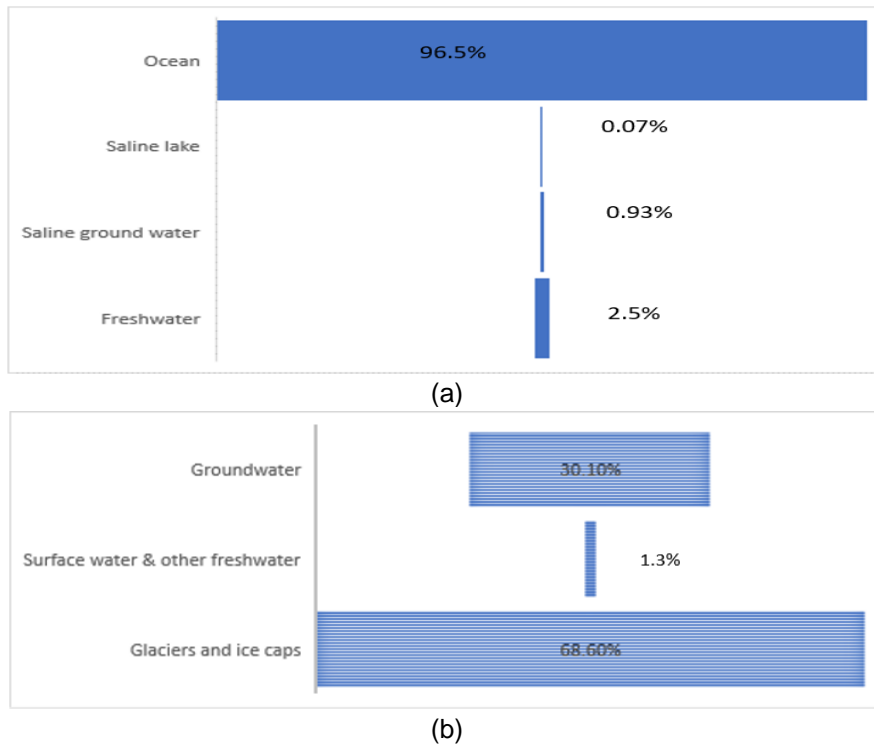 Ocean 96.5%
Saline lake 0.07%
Saline ground water 0.93%
Freshwater 2.5%
(a)
Groundwater 30.10%
Surface water & other freshwater 1.3%
Glaciers and ice caps 68.60%
(b)